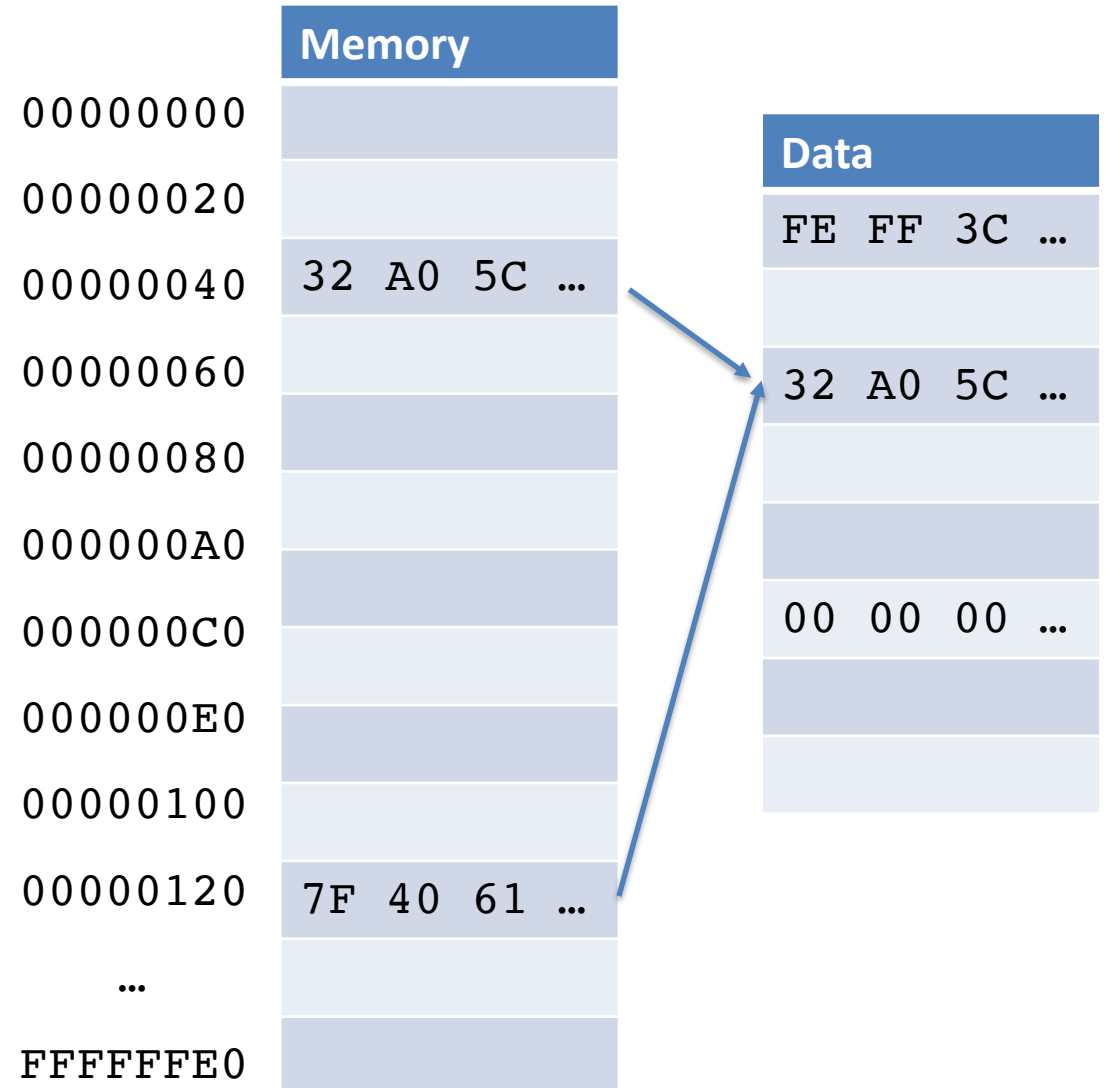 Memory
00000000
Data
00000020
FE FF 3C …
00000040 32 A0 5C …
00000060
32 A0 5C …
00000080
000000A0
000000C0
00 00 00 …
000000E0
00000100
00000120 7F 40 61 …
…
FFFFFFE0